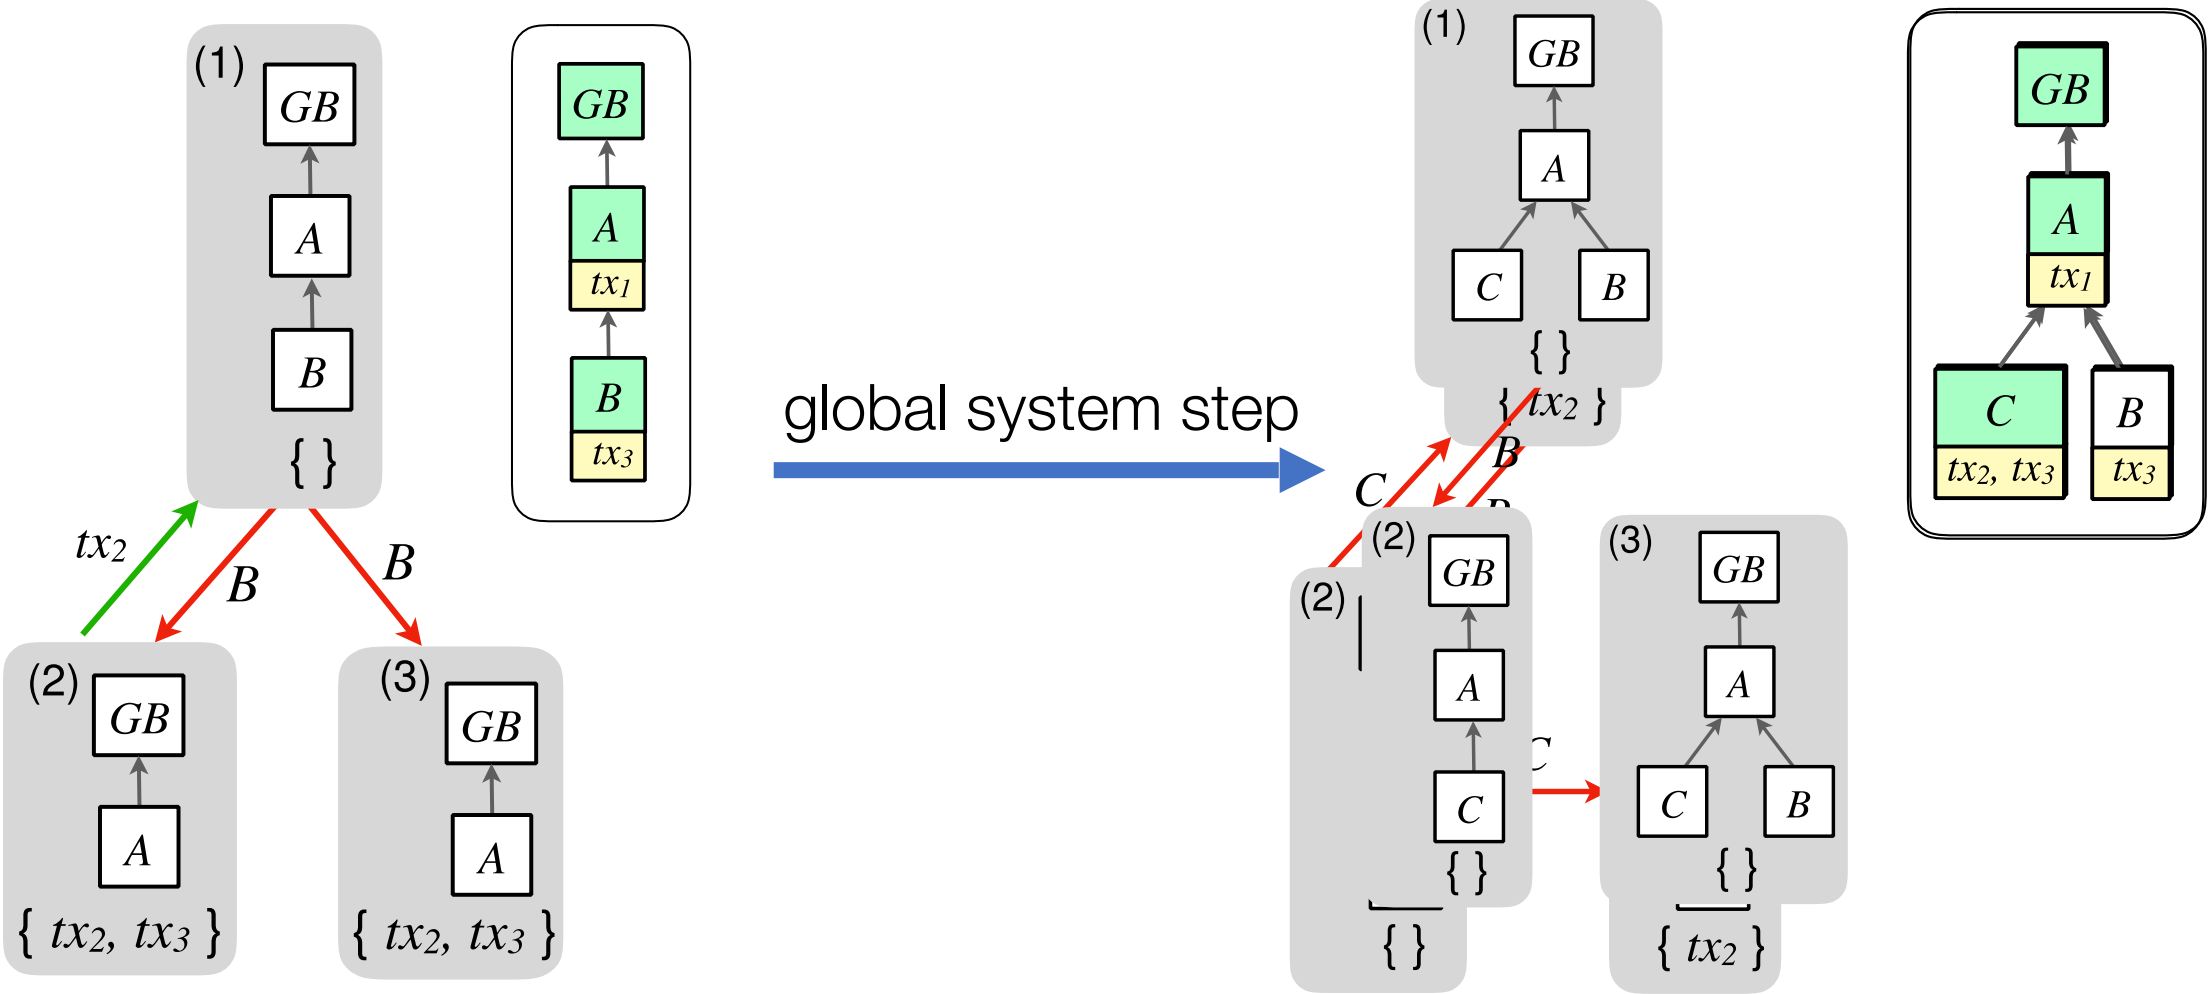 (1)
GB
A
B
{ }
GB
A
tx1
B
tx3
tx2
B
B
(2)
GB
A
{ tx2, tx3 }
(3)
GB
A
{ tx2, tx3 }
global system step
(1)
GB
A
C
B
{ }
{ tx2 }
B
C
(2)
GB
A
C
{ }
(2)
{ }
C
(3)
GB
A
C
B
{ }
{ tx2 }
GB
A
tx1
C
tx2, tx3
B
tx3